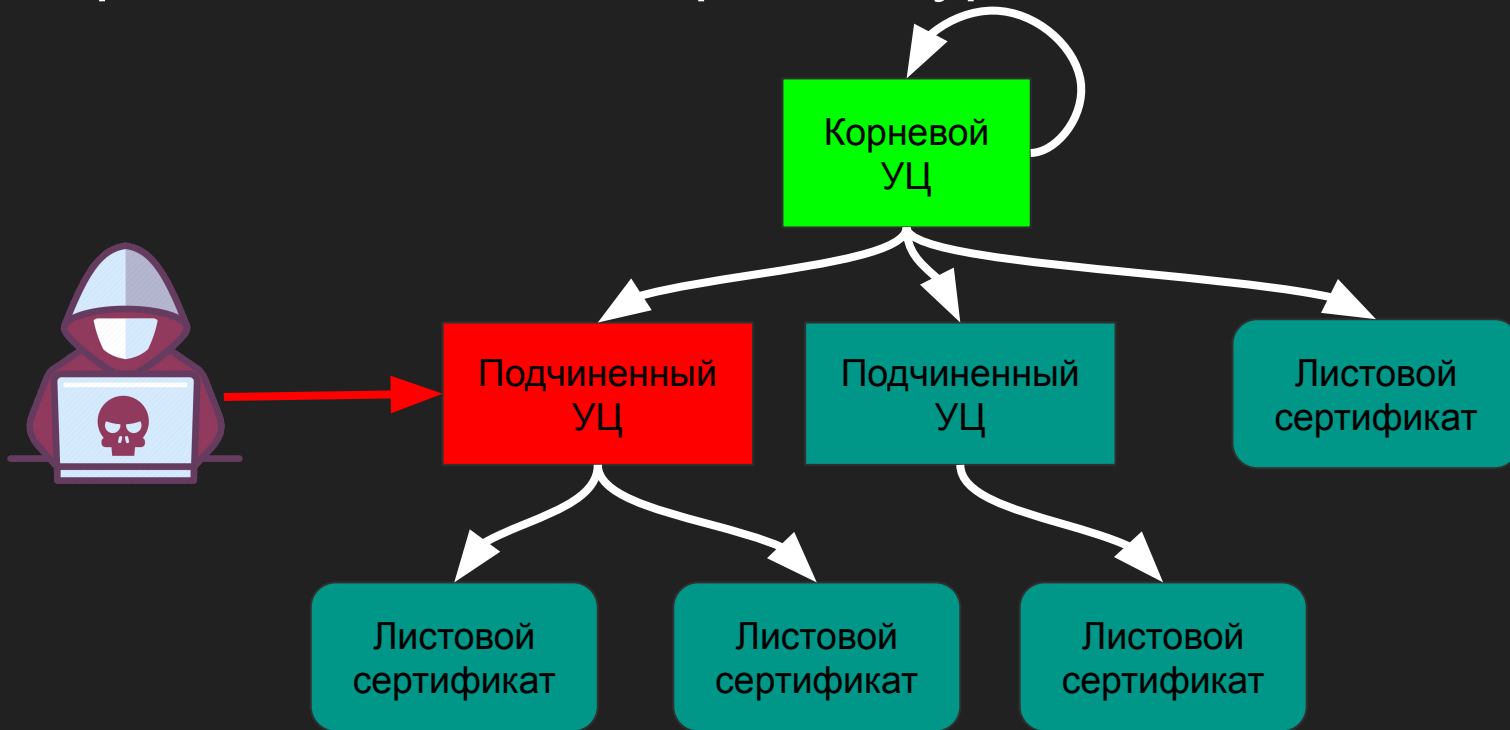 Корневой
УЦ
Подчиненный
УЦ
Подчиненный
УЦ
Листовой
сертификат
Листовой
сертификат
Листовой
сертификат
Листовой
сертификат